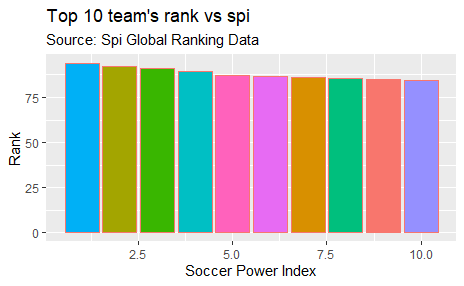 Top 10 team's rank vs spi
Source: Spi Global Ranking Data
Rank
75
50
25
0
2.5 5.0 7.5 10.0
Soccer Power Index